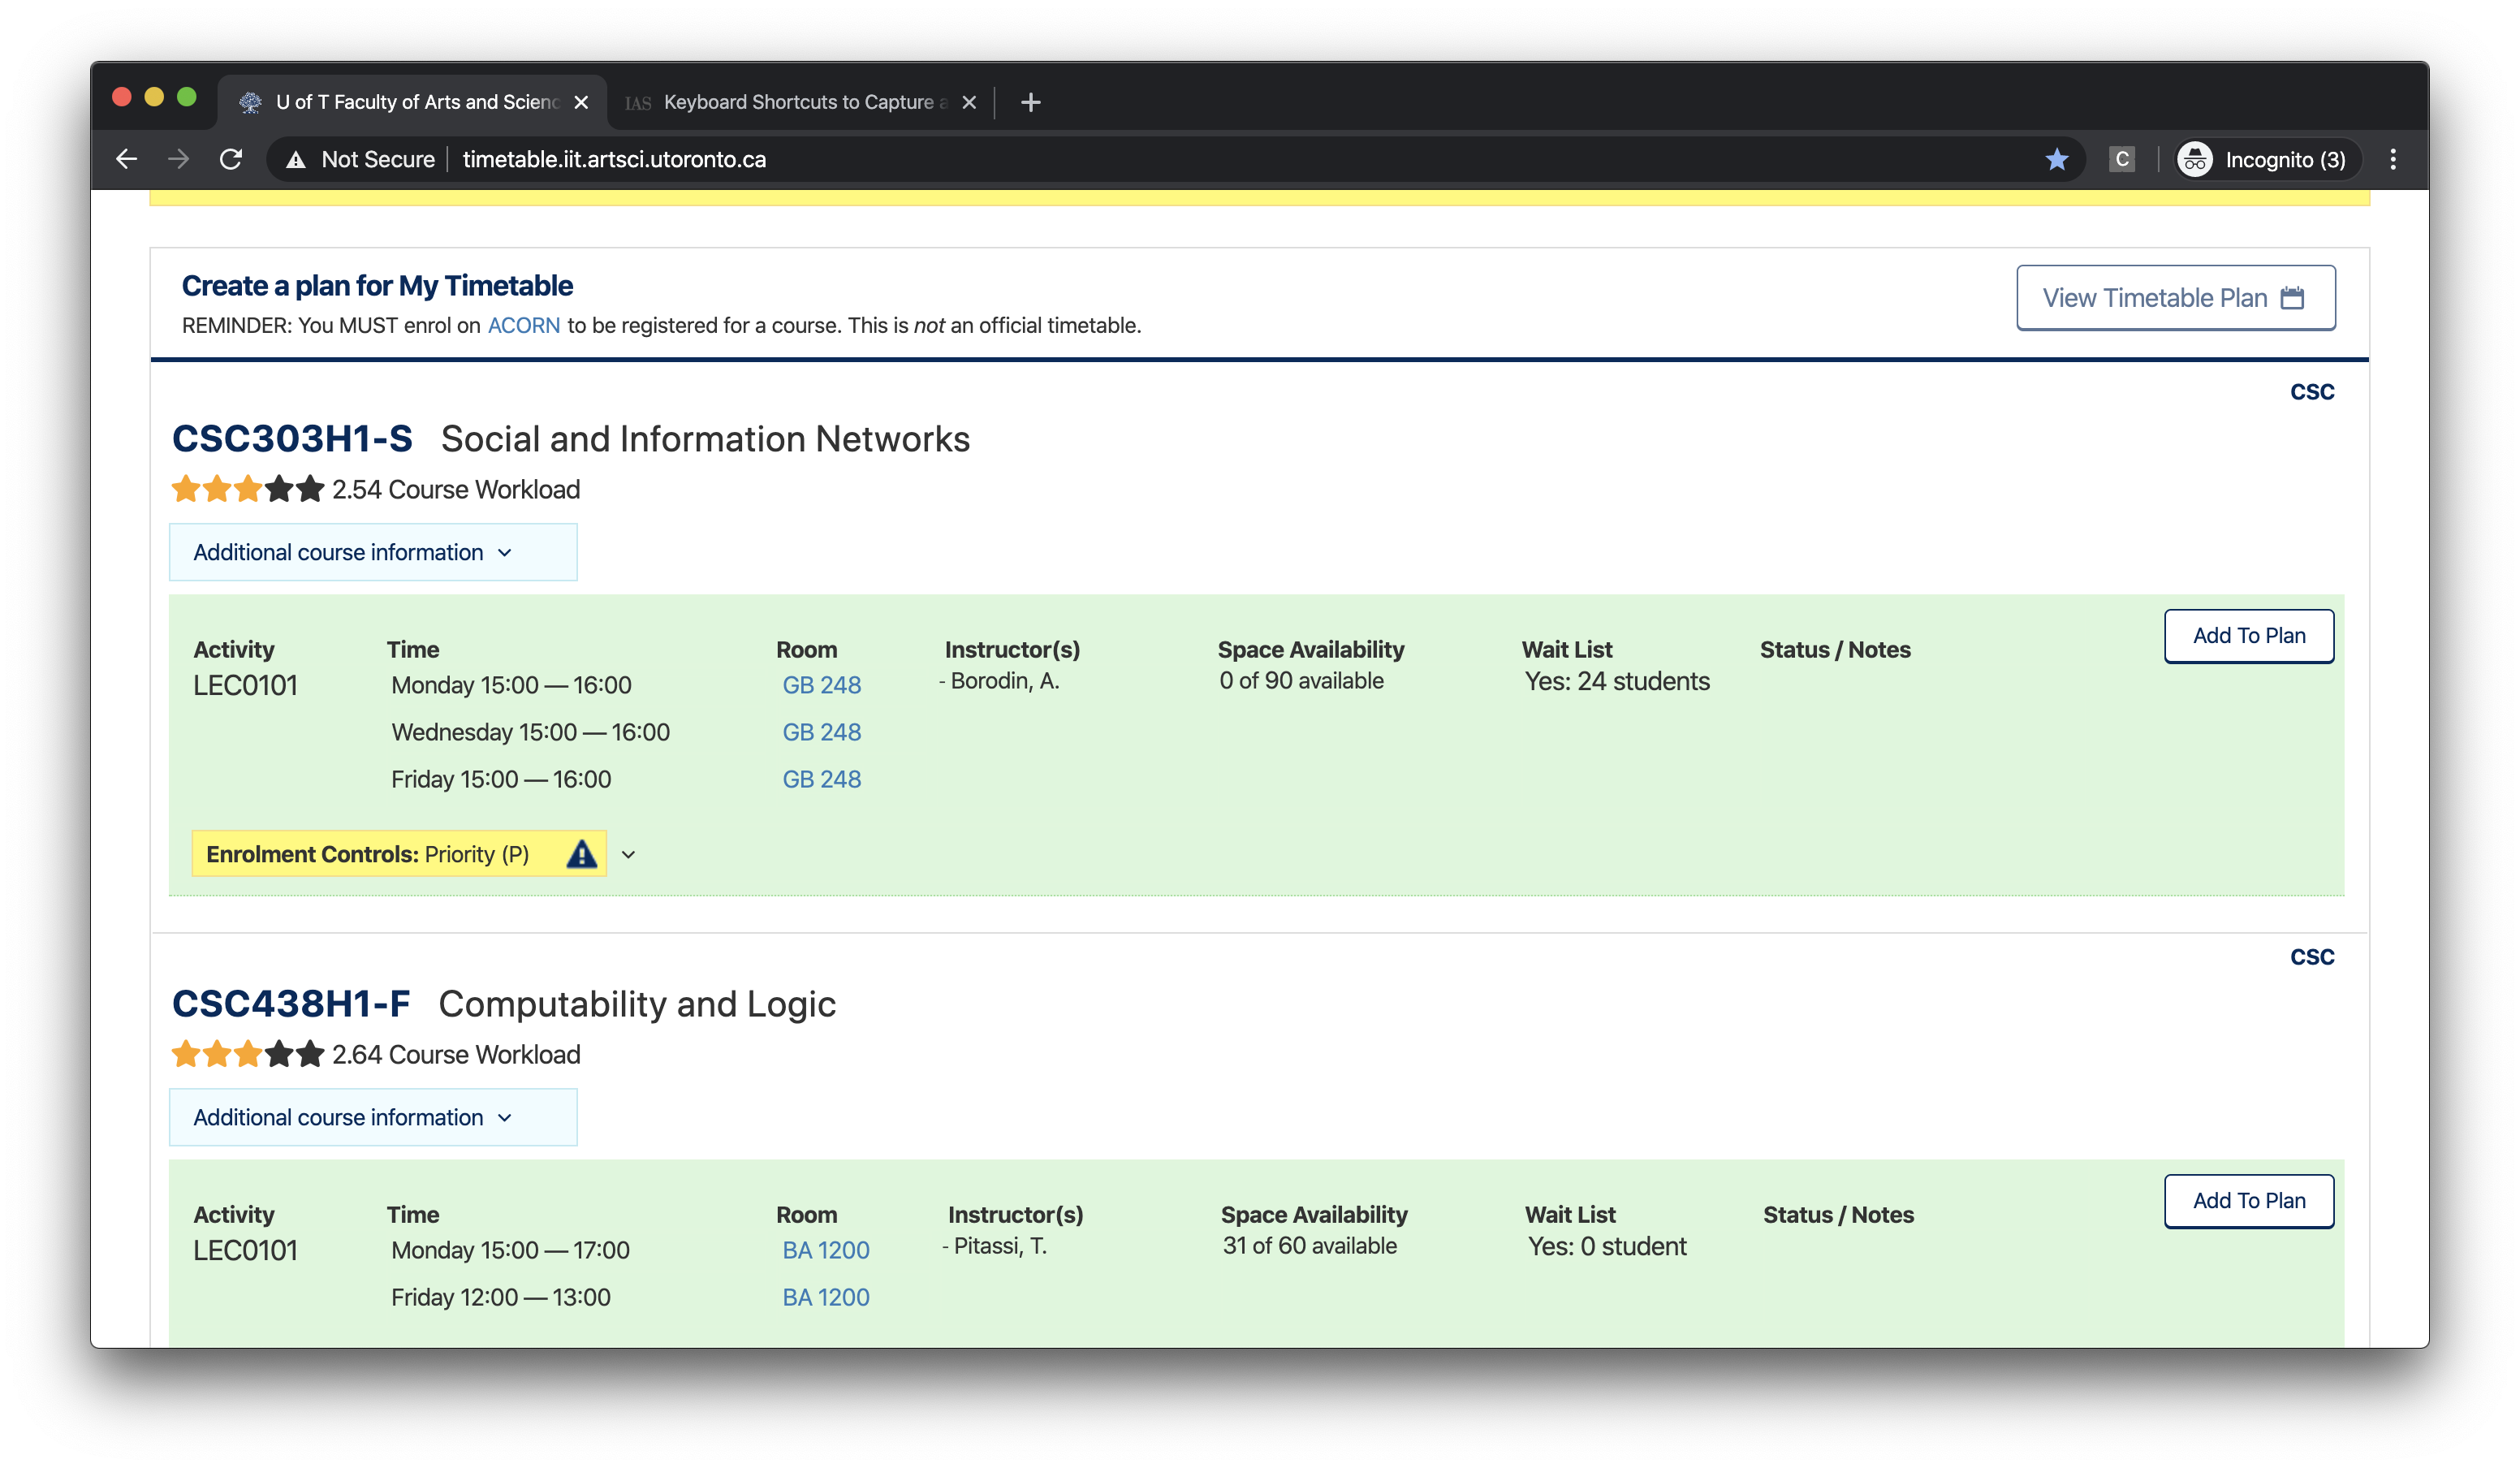 U of T Faculty of Arts and Scienc
IAS Keyboard Shortcuts to Capture a
Not Secure timetable.iit.artsci.utoronto.ca C Incognito (3)
Create a plan for My Timetable
View Timetable Plan
REMINDER: You MUST enrol on ACORN to be registered for a course. This is not an official timetable.
CSC
CSC303H1-S Social and Information Networks
2.54 Course Workload
Additional course information
Add To Plan
Activity Time Room Instructor(s) Space Availability Wait List Status / Notes
LEC0101 Monday 15:00 — 16:00 GB 248 - Borodin, A. 0 of 90 available Yes: 24 students
Wednesday 15:00 — 16:00 GB 248
Friday 15:00 — 16:00 GB 248
Enrolment Controls: Priority (P)
CSC
CSC438H1-F Computability and Logic
2.64 Course Workload
Additional course information
Add To Plan
Activity Time Room Instructor(s) Space Availability Wait List Status / Notes
LEC0101 Monday 15:00 — 17:00 BA 1200 - Pitassi, T. 31 of 60 available Yes: 0 student
Friday 12:00 — 13:00 BA 1200